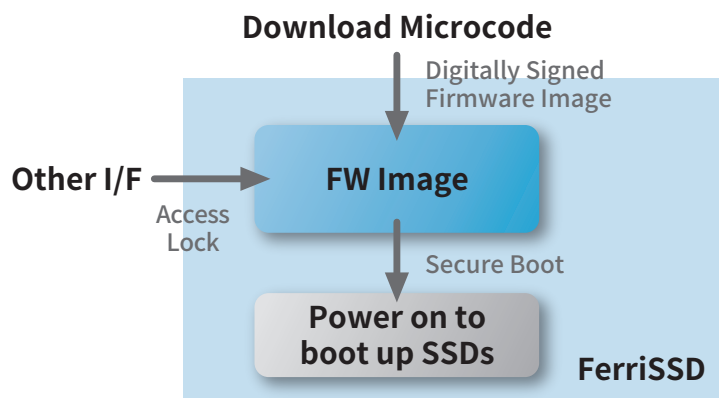 Download Microcode
Digitally Signed
Firmware Image
Other I/F
FW Image
Access
Lock
Secure Boot
Power on to
boot up SSDs
FerriSSD